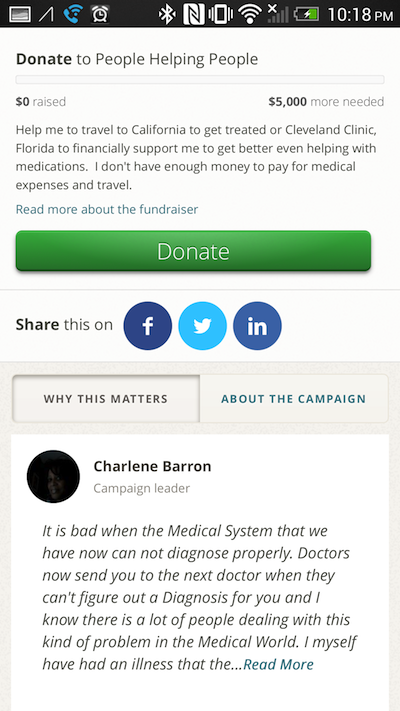 10:18 PM
Donate to People Helping People
$0 raised $5,000 more needed
Help me to travel to California to get treated or Cleveland Clinic,
Florida to financially support me to get better even helping with
medications.  I don't have enough money to pay for medical
expenses and travel.
Read more about the fundraiser
Donate
Share this on f in
WHY THIS MATTERS ABOUT THE CAMPAIGN
Charlene Barron
Campaign leader
It is bad when the Medical System that we
have now can not diagnose properly. Doctors
now send you to the next doctor when they
can't figure out a Diagnosis for you and I
know there is a lot of people dealing with this
kind of problem in the Medical World. I myself
have had an illness that the...Read More